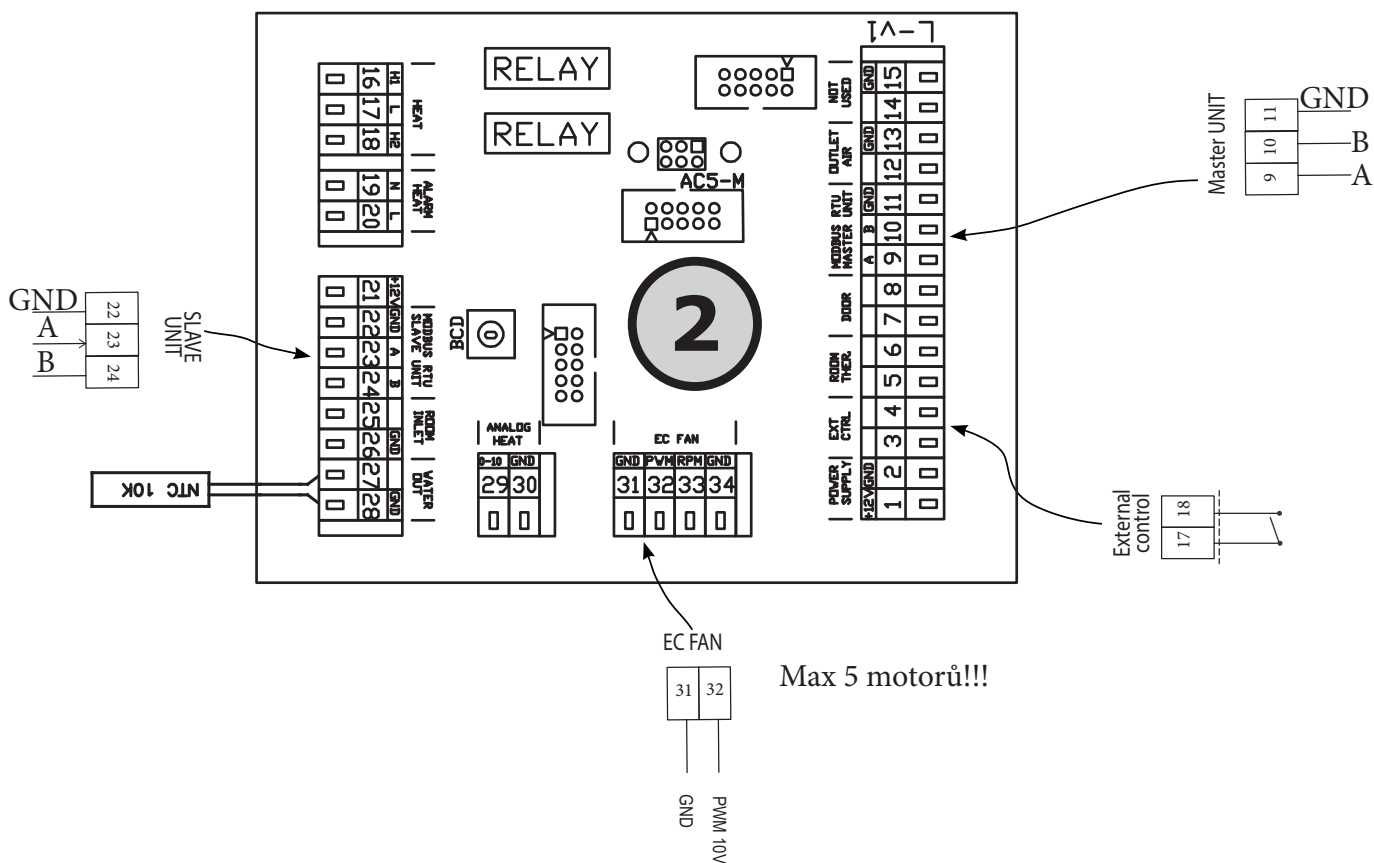 L-V1
RELAY
RELAY
AC5-M
BCD
2
16 H1
17 L
18 H2
HEAT
19 N
20 L
ALARM
HEAT
21 +12V
22 GND
23 A
24 B
MODBUS RTU
SLAVE UNIT
25
26 GND
ROOM
INLET
27
28 GND
WATER
OUT
NTC 10K
GND 22
A 23
B 24
SLAVE
UNIT
ANALOG
HEAT
0-10 GND
29 30
EC FAN
GND PWM RPM GND
31 32 33 34
NOT
USED
GND 15
14
OUTLET
AIR
GND 13
12
MODBUS RTU
MASTER UNIT
GND 11
B 10
A 9
DOOR
8
7
ROOM
THER.
6
5
EXT
CTRL
4
3
POWER
SUPPLY
GND 2
+12V 1
Master UNIT
11 GND
10 B
9 A
External
control
18
17
EC FAN
31 32
GND
PWM 10V
Max 5 motorů!!!